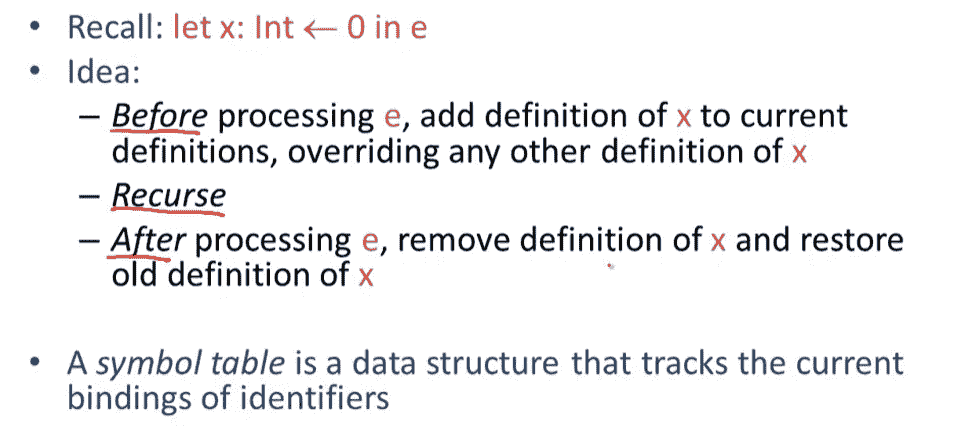 • Recall: let x: Int ← 0 in e
• Idea:
– Before processing e, add definition of x to current
definitions, overriding any other definition of x
– Recurse
– After processing e, remove definition of x and restore
old definition of x
• A symbol table is a data structure that tracks the current
bindings of identifiers